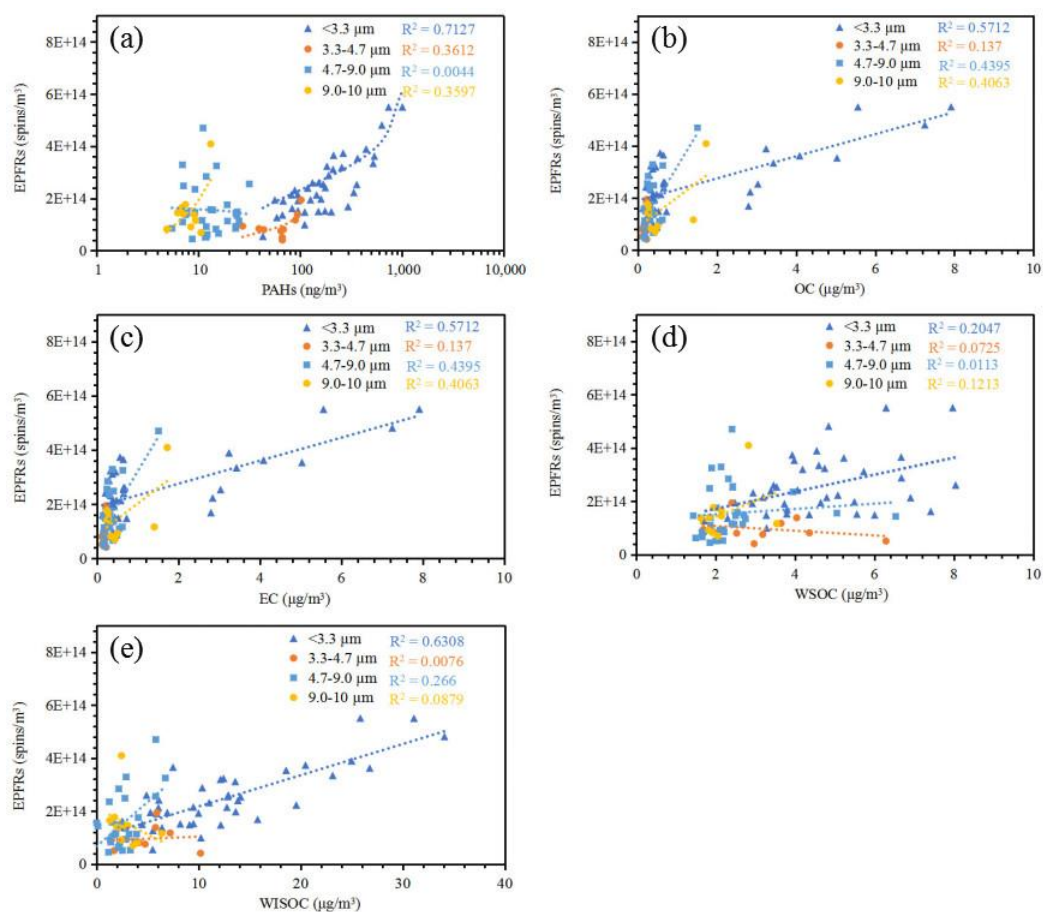 (a)
<3.3 µm R² = 0.7127
3.3-4.7 µm R² = 0.3612
4.7-9.0 µm R² = 0.0044
9.0-10 µm R² = 0.3597
8E+14
6E+14
4E+14
2E+14
0
EPFRs (spins/m³)
1 10 100 1,000 10,000
PAHs (ng/m³)
(b)
<3.3 µm R² = 0.5712
3.3-4.7 µm R² = 0.137
4.7-9.0 µm R² = 0.4395
9.0-10 µm R² = 0.4063
8E+14
6E+14
4E+14
2E+14
0
EPFRs (spins/m³)
0 2 4 6 8 10
OC (µg/m³)
(c)
<3.3 µm R² = 0.5712
3.3-4.7 µm R² = 0.137
4.7-9.0 µm R² = 0.4395
9.0-10 µm R² = 0.4063
8E+14
6E+14
4E+14
2E+14
0
EPFRs (spins/m³)
0 2 4 6 8 10
EC (µg/m³)
(d)
<3.3 µm R² = 0.2047
3.3-4.7 µm R² = 0.0725
4.7-9.0 µm R² = 0.0113
9.0-10 µm R² = 0.1213
8E+14
6E+14
4E+14
2E+14
0
EPFRs (spins/m³)
0 2 4 6 8 10
WSOC (µg/m³)
(e)
<3.3 µm R² = 0.6308
3.3-4.7 µm R² = 0.0076
4.7-9.0 µm R² = 0.266
9.0-10 µm R² = 0.0879
8E+14
6E+14
4E+14
2E+14
0
EPFRs (spins/m³)
0 10 20 30 40
WISOC (µg/m³)